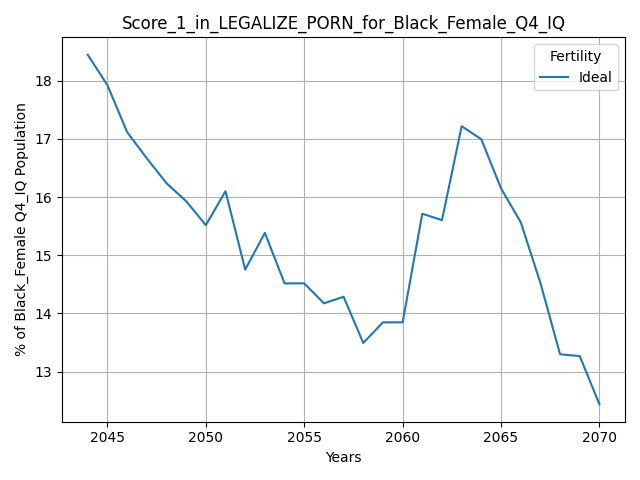 Score_1_in_LEGALIZE_PORN_for_Black_Female_Q4_IQ
Fertility
Ideal
% of Black_Female Q4_IQ Population
18
17
16
15
14
13
2045 2050 2055 2060 2065 2070
Years